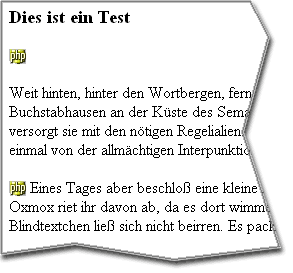 Dies ist ein Test
php
Weit hinten, hinter den Wortbergen, fern
Buchstabhausen an der Küste des Sema
versorgt sie mit den nötigen Regelialien
einmal von der allmächtigen Interpunktio
php Eines Tages aber beschloß eine kleine
Oxmox riet ihr davon ab, da es dort wimme
Blindtextchen ließ sich nicht beirren. Es pack